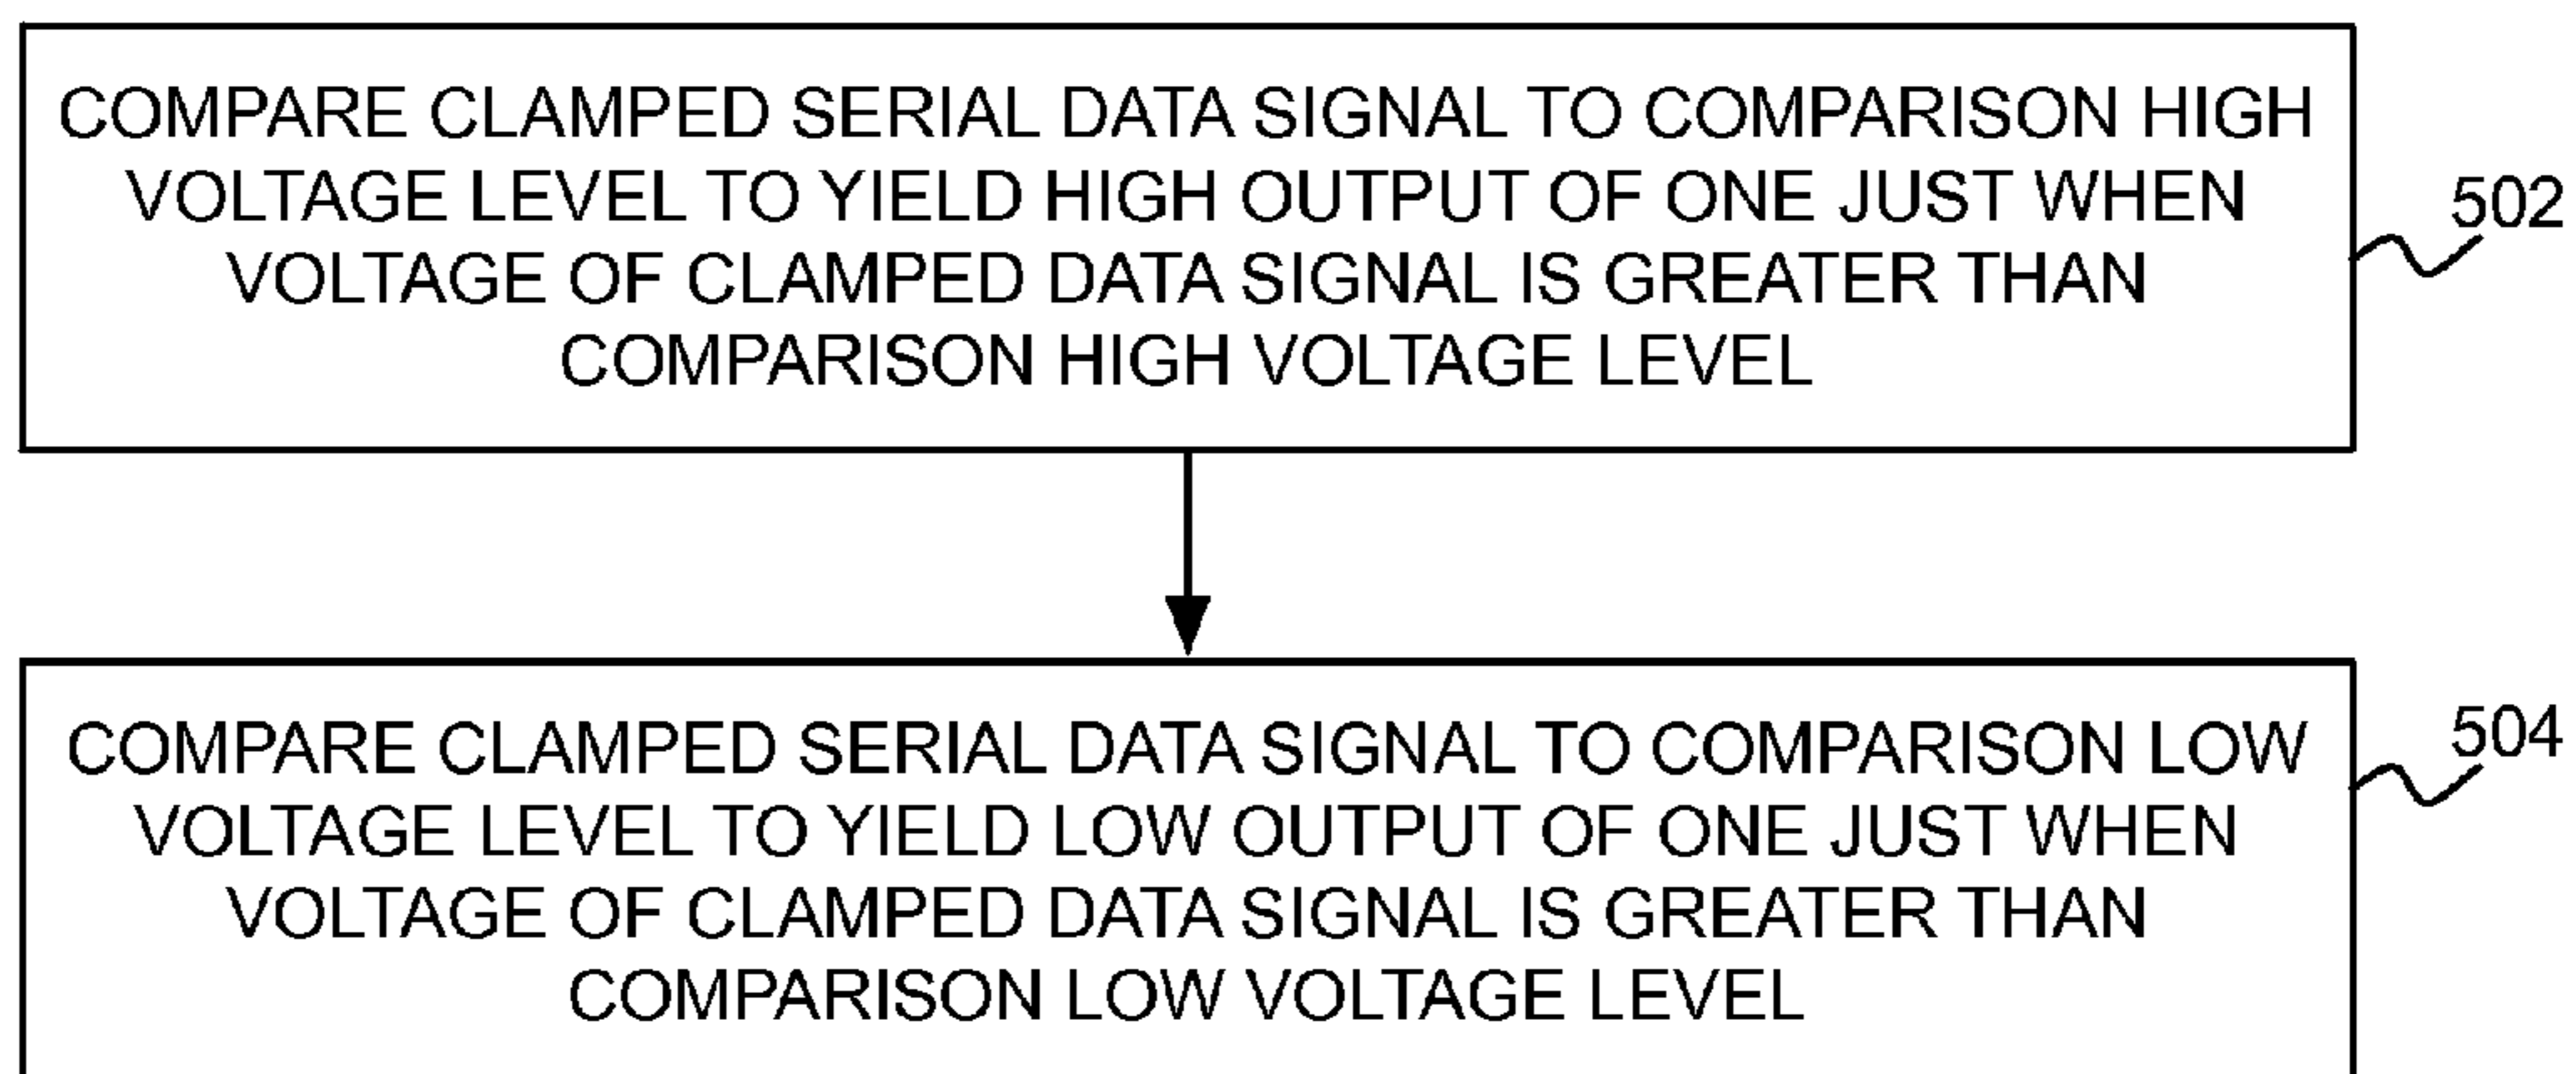 COMPARE CLAMPED SERIAL DATA SIGNAL TO COMPARISON HIGH
VOLTAGE LEVEL TO YIELD HIGH OUTPUT OF ONE JUST WHEN
VOLTAGE OF CLAMPED DATA SIGNAL IS GREATER THAN
COMPARISON HIGH VOLTAGE LEVEL
502
COMPARE CLAMPED SERIAL DATA SIGNAL TO COMPARISON LOW
VOLTAGE LEVEL TO YIELD LOW OUTPUT OF ONE JUST WHEN
VOLTAGE OF CLAMPED DATA SIGNAL IS GREATER THAN
COMPARISON LOW VOLTAGE LEVEL
504